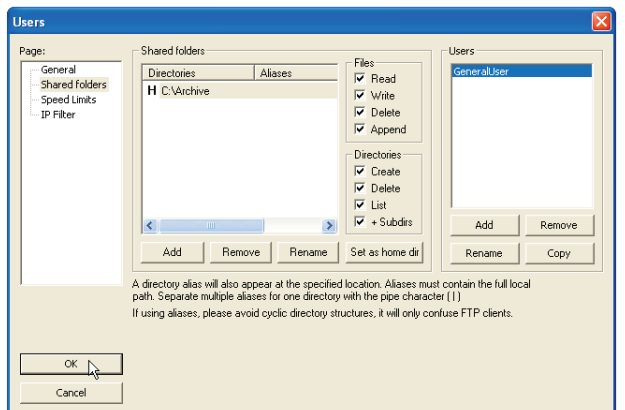 Users
Page:
General
Shared folders
Speed Limits
IP Filter
Shared folders
Directories Aliases
H C:\Archive
Files
Read
Write
Delete
Append
Directories
Create
Delete
List
+ Subdirs
Add Remove Rename Set as home dir
Users
GeneralUser
Add Remove
Rename Copy
A directory alias will also appear at the specified location. Aliases must contain the full local
path. Separate multiple aliases for one directory with the pipe character ( | )
If using aliases, please avoid cyclic directory structures, it will only confuse FTP clients.
OK
Cancel